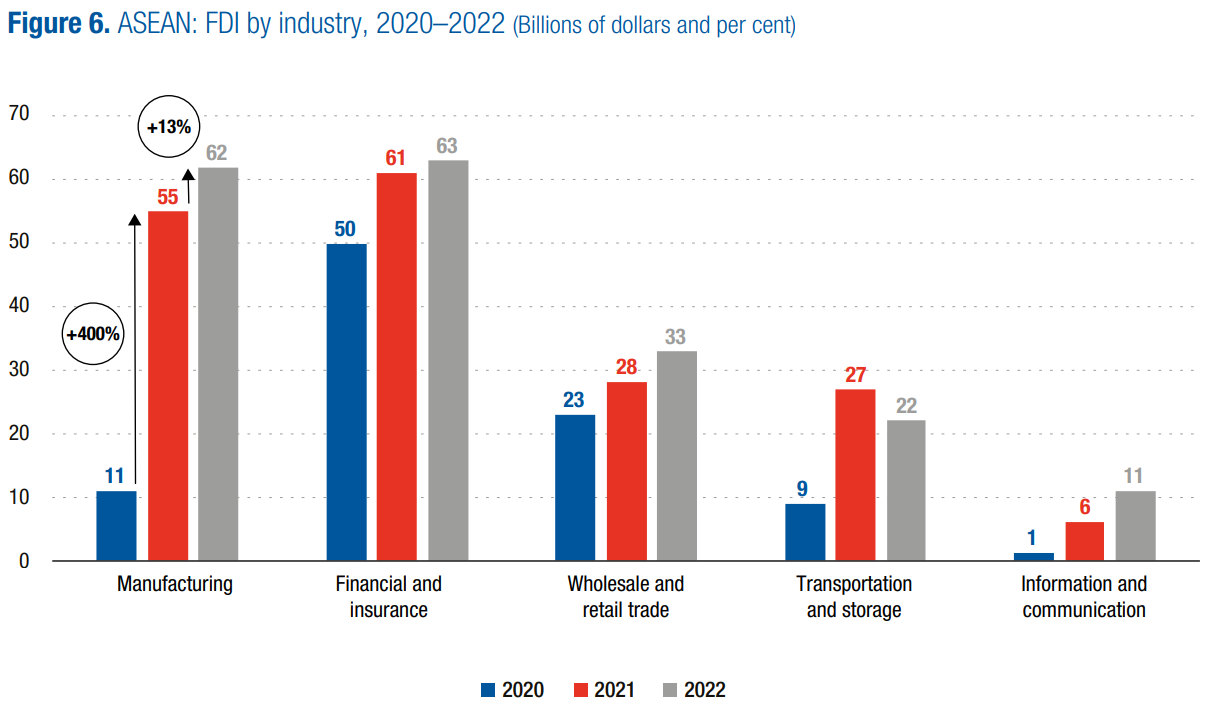 Figure 6. ASEAN: FDI by industry, 2020–2022 (Billions of dollars and per cent)
70
60
50
40
30
20
10
0
+400%
+13%
11
55
62
50
61
63
23
28
33
9
27
22
1
6
11
Manufacturing
Financial and
insurance
Wholesale and
retail trade
Transportation
and storage
Information and
communication
2020 2021 2022